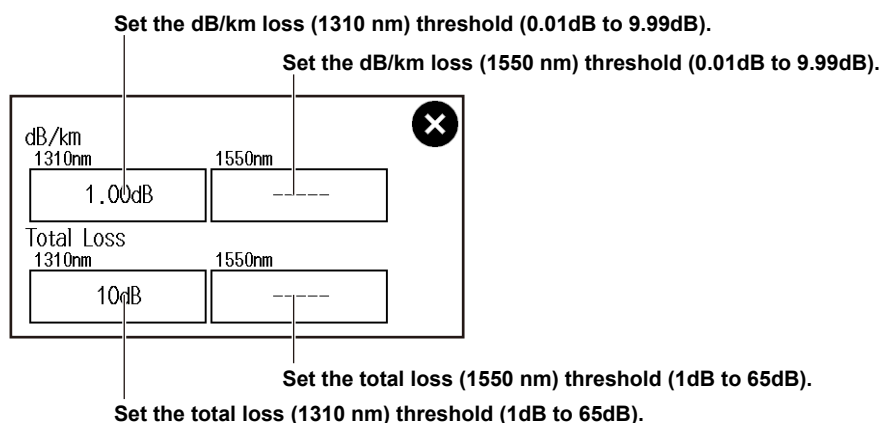 Set the dB/km loss (1310 nm) threshold (0.01dB to 9.99dB).
Set the dB/km loss (1550 nm) threshold (0.01dB to 9.99dB).
dB/km
1310nm 1550nm
1.00dB -----
Total Loss
1310nm 1550nm
10dB -----
Set the total loss (1550 nm) threshold (1dB to 65dB).
Set the total loss (1310 nm) threshold (1dB to 65dB).